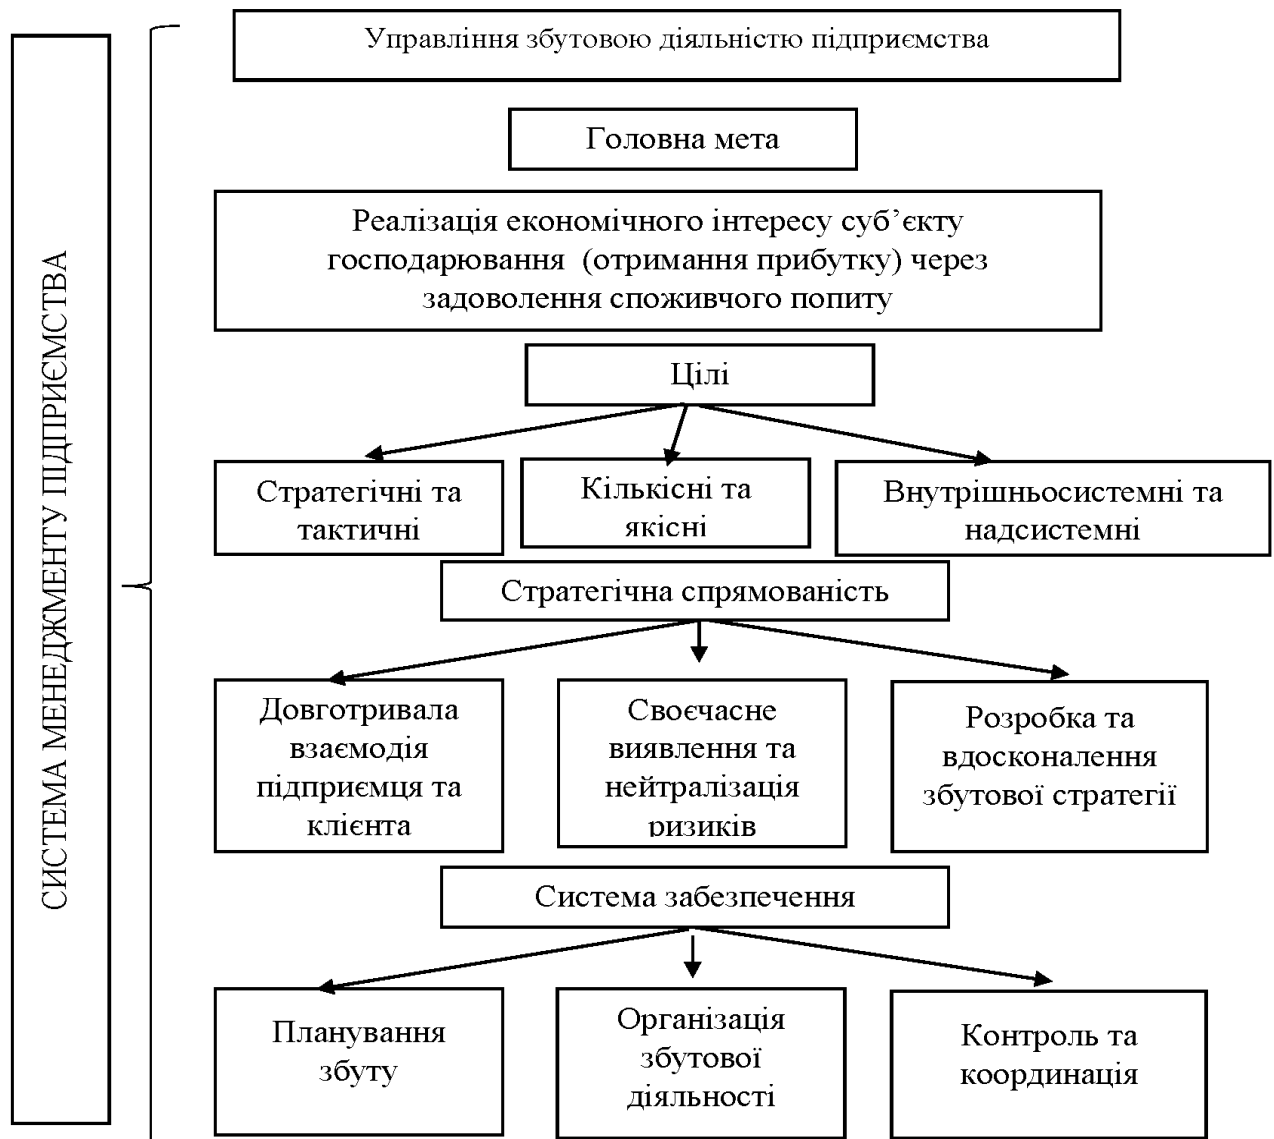 СИСТЕМА МЕНЕДЖМЕНТУ ПІДПРИЄМСТВА
Управління збутовою діяльністю підприємства
Головна мета
Реалізація економічного інтересу суб’єкту
господарювання (отримання прибутку) через
задоволення споживчого попиту
Цілі
Стратегічні та
тактичні
Кількісні та
якісні
Внутрішньосистемні та
надсистемні
Стратегічна спрямованість
Довготривала
взаємодія
підприємця та
клієнта
Своєчасне
виявлення та
нейтралізація
ризиків
Розробка та
вдосконалення
збутової стратегії
Система забезпечення
Планування
збуту
Організація
збутової
діяльності
Контроль та
координація